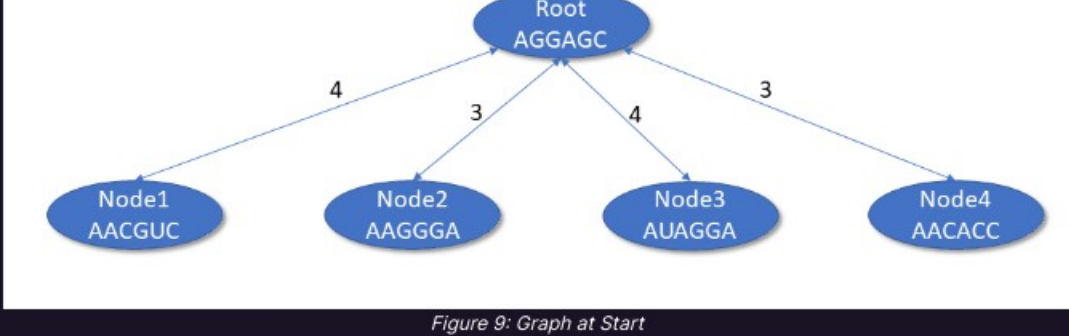 Root
AGGAGC
4
3
4
3
Node1
AACGUC
Node2
AAGGGA
Node3
AUAGGA
Node4
AACACC
Figure 9: Graph at Start